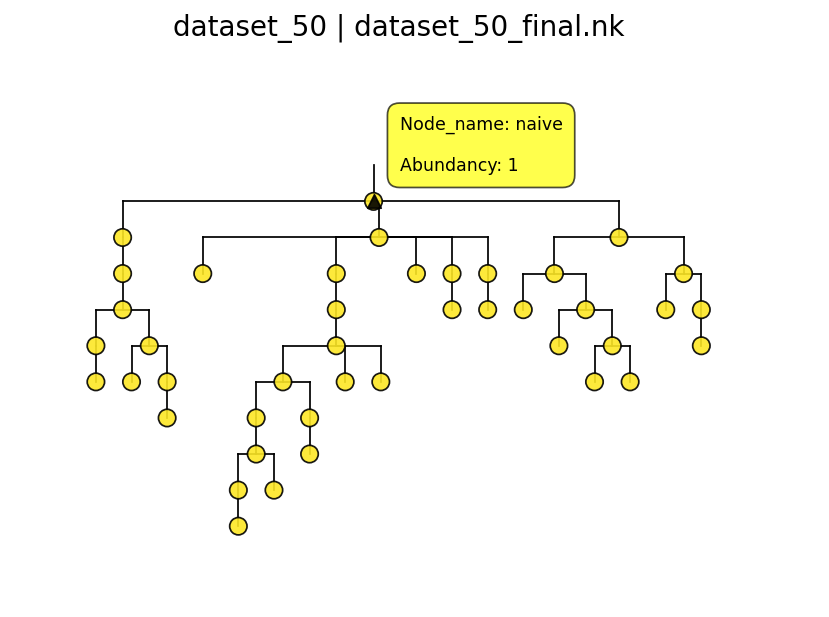 dataset_50 | dataset_50_final.nk
Node_name: naive
Abundancy: 1